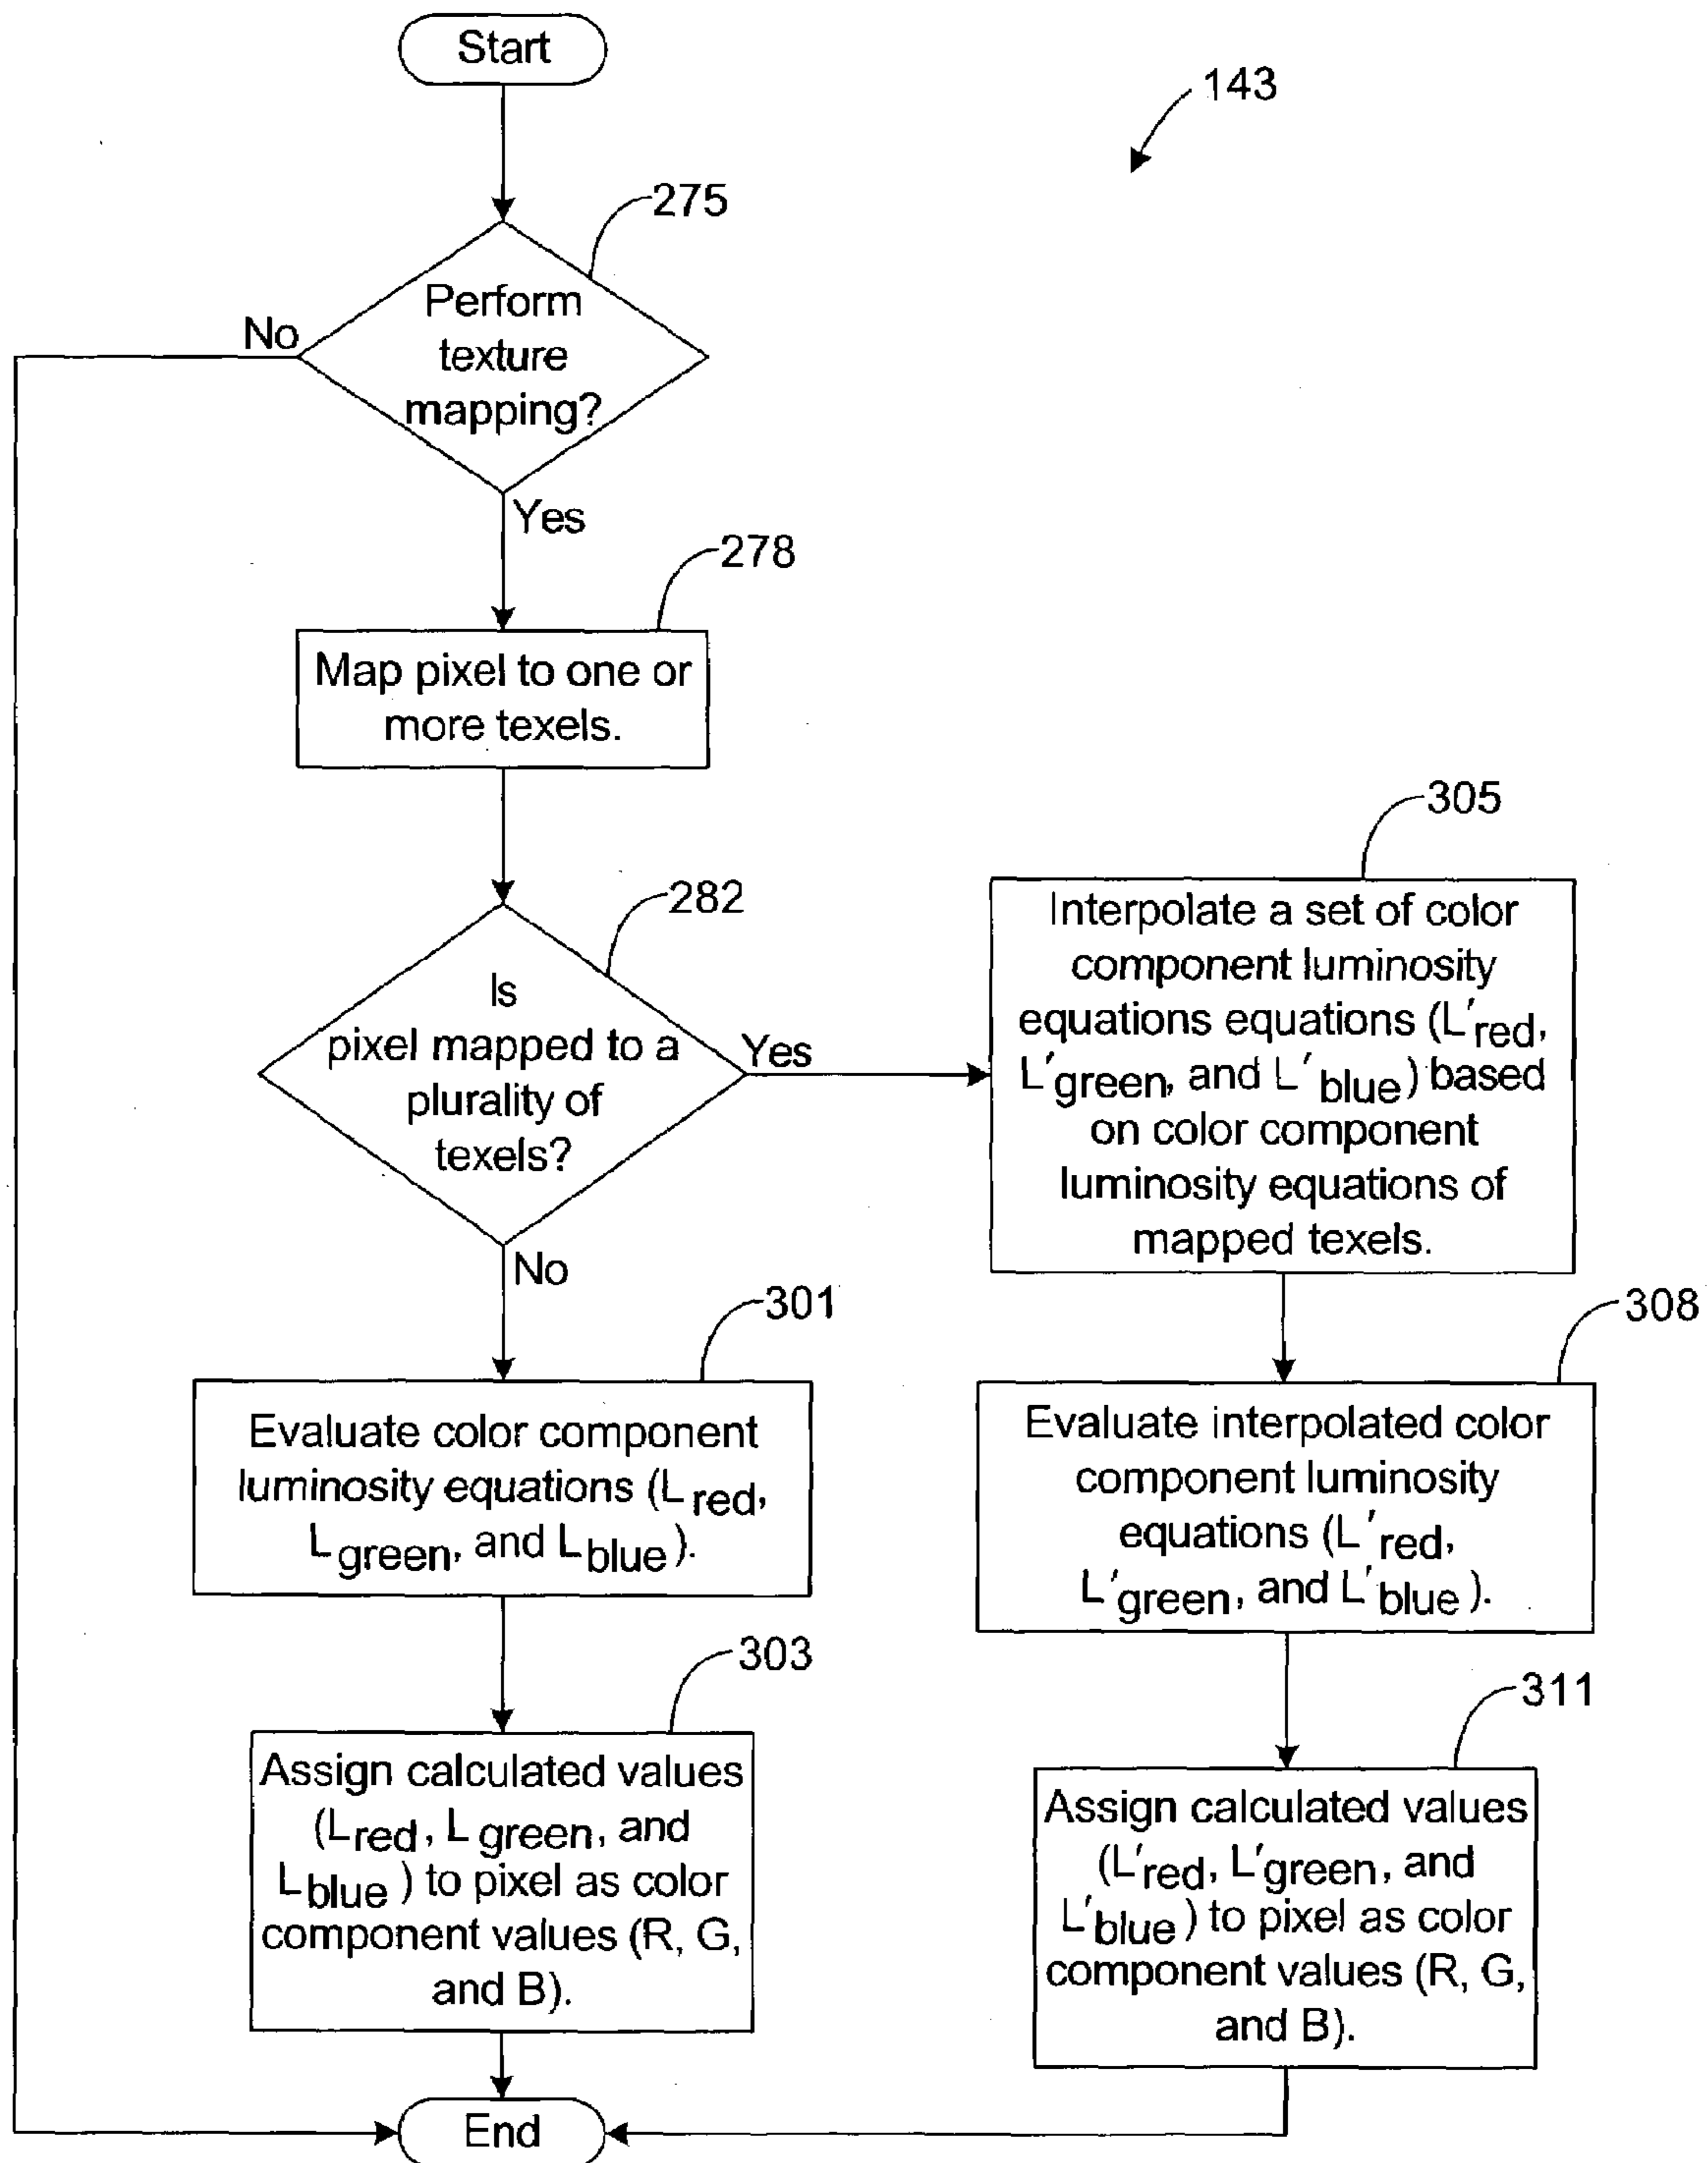 Start
143
275
Perform
texture
mapping?
No
Yes
278
Map pixel to one or
more texels.
282
Is
pixel mapped to a
plurality of
texels?
Yes
No
305
Interpolate a set of color
component luminosity
equations equations (L′red,
L′green, and L′blue) based
on color component
luminosity equations of
mapped texels.
301
Evaluate color component
luminosity equations (Lred,
Lgreen, and Lblue).
308
Evaluate interpolated color
component luminosity
equations (L′red,
L′green, and L′blue).
303
Assign calculated values
(Lred, Lgreen, and
Lblue) to pixel as color
component values (R, G,
and B).
311
Assign calculated values
(L′red, L′green, and
L′blue) to pixel as color
component values (R, G,
and B).
End